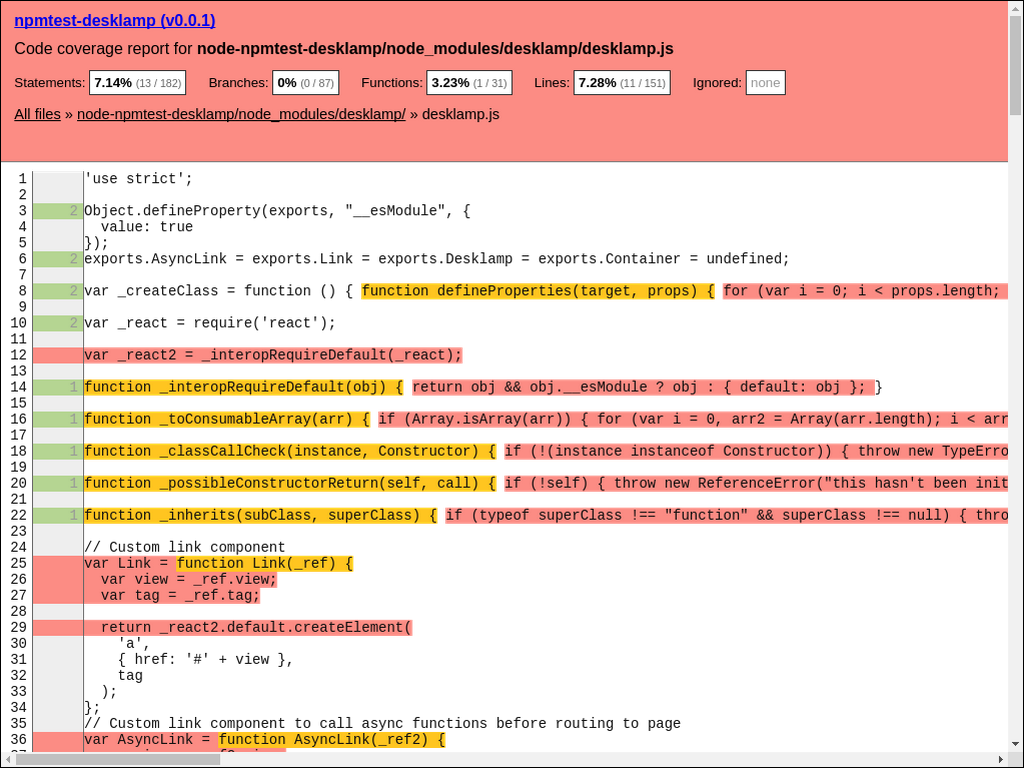 npmtest-desklamp (v0.0.1)
Code coverage report for node-npmtest-desklamp/node_modules/desklamp/desklamp.js
Statements: 7.14% (13 / 182) Branches: 0% (0 / 87) Functions: 3.23% (1 / 31) Lines: 7.28% (11 / 151) Ignored: none
All files » node-npmtest-desklamp/node_modules/desklamp/ » desklamp.js
1 'use strict';
2
3 2 Object.defineProperty(exports, "__esModule", {
4   value: true
5 });
6 2 exports.AsyncLink = exports.Link = exports.Desklamp = exports.Container = undefined;
7
8 2 var _createClass = function () { function defineProperties(target, props) { for (var i = 0; i < props.length;
9
10 2 var _react = require('react');
11
12 var _react2 = _interopRequireDefault(_react);
13
14 1 function _interopRequireDefault(obj) { return obj && obj.__esModule ? obj : { default: obj }; }
15
16 1 function _toConsumableArray(arr) { if (Array.isArray(arr)) { for (var i = 0, arr2 = Array(arr.length); i < arr
17
18 1 function _classCallCheck(instance, Constructor) { if (!(instance instanceof Constructor)) { throw new TypeErro
19
20 1 function _possibleConstructorReturn(self, call) { if (!self) { throw new ReferenceError("this hasn't been init
21
22 1 function _inherits(subClass, superClass) { if (typeof superClass !== "function" && superClass !== null) { thro
23
24 // Custom link component
25 var Link = function Link(_ref) {
26   var view = _ref.view;
27   var tag = _ref.tag;
28
29   return _react2.default.createElement(
30     'a',
31     { href: '#' + view },
32     tag
33   );
34 };
35 // Custom link component to call async functions before routing to page
36 var AsyncLink = function AsyncLink(_ref2) {